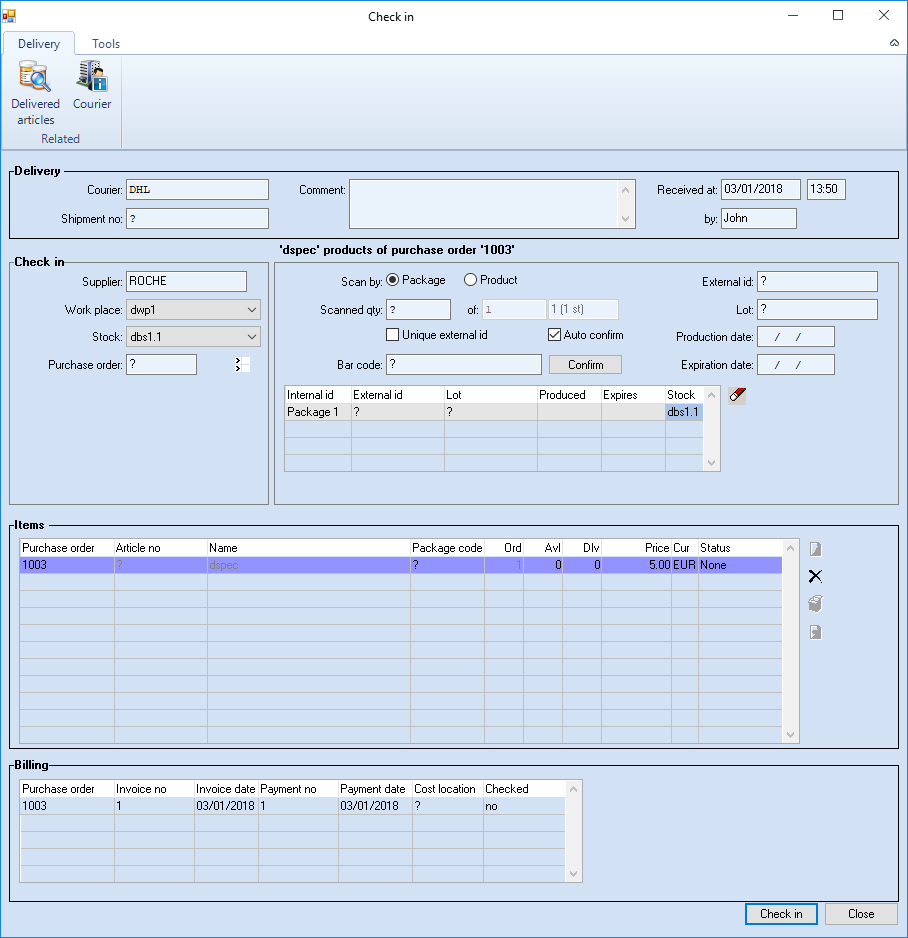 Check in
Delivery Tools
Delivered articles
Courier
Related
Delivery
Courier: DHL Comment: Received at: 03/01/2018 13:50
Shipment no: ? by: John
Check in
Supplier: ROCHE
Work place: dwp1
Stock: dbs1.1
Purchase order: ?
'dspec' products of purchase order '1003'
Scan by: Package Product External id: ?
Scanned qty: ? of: 1 1 (1 st) Lot: ?
Unique external id Auto confirm Production date: / /
Bar code: ? Confirm Expiration date: / /
Internal id External id Lot Produced Expires Stock
Package 1 ? ? dbs1.1
Items
Purchase order Article no Name Package code Ord Avl Dlv Price Cur Status
1003 ? dspec ? 1 0 0 5.00 EUR None
Billing
Purchase order Invoice no Invoice date Payment no Payment date Cost location Checked
1003 1 03/01/2018 1 03/01/2018 ? no
Check in Close